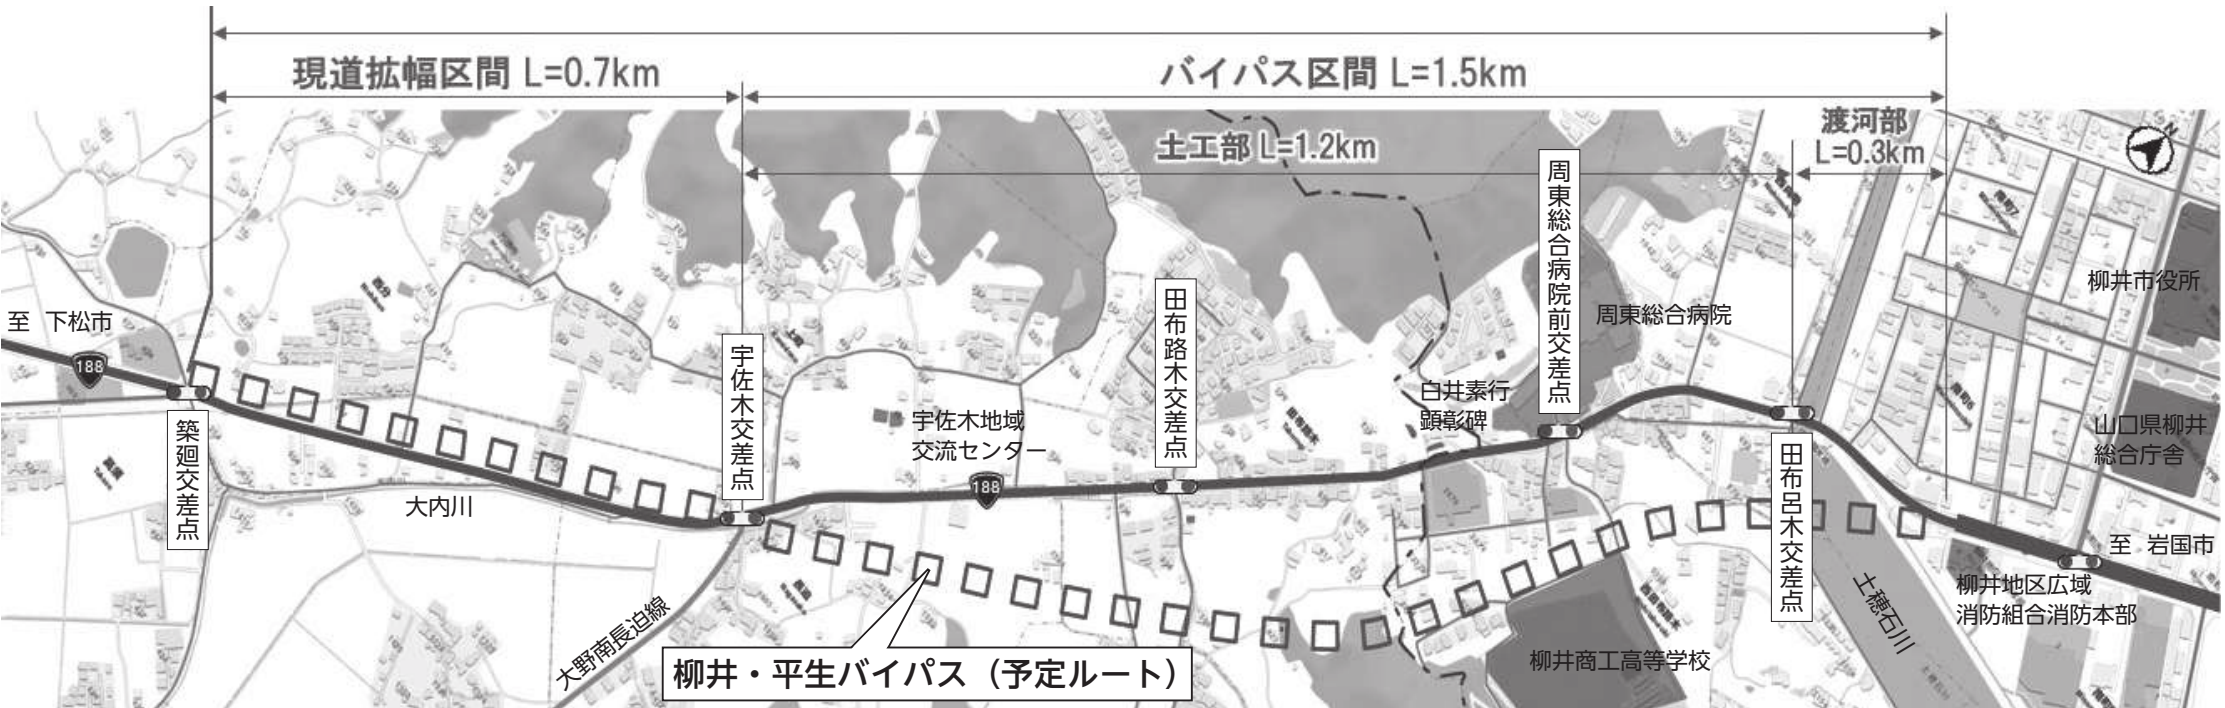 現道拡幅区間 L=0.7km
バイパス区間 L=1.5km
土工部 L=1.2km
渡河部
L=0.3km
N
至 下松市
188
築廻交差点
大内川
宇佐木交差点
大野南長迫線
宇佐木地域
交流センター
188
田布路木交差点
白井素行
顕彰碑
周東総合病院前交差点
周東総合病院
田布呂木交差点
土穂石川
柳井市役所
山口県柳井
総合庁舎
至 岩国市
柳井地区広域
消防組合消防本部
柳井商工高等学校
柳井・平生バイパス（予定ルート）